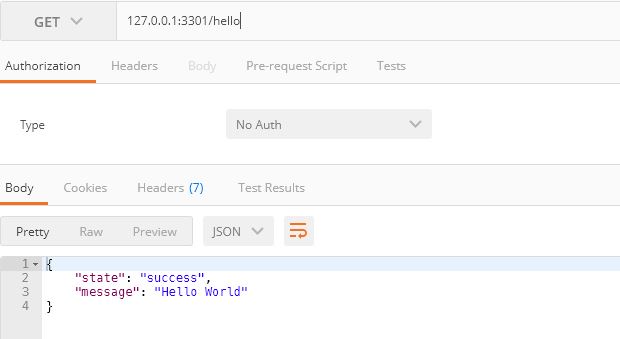 GET 127.0.0.1:3301/hello
Authorization Headers Body Pre-request Script Tests
Type No Auth
Body Cookies Headers (7) Test Results
Pretty Raw Preview JSON
1 {
2 "state": "success",
3 "message": "Hello World"
4 }